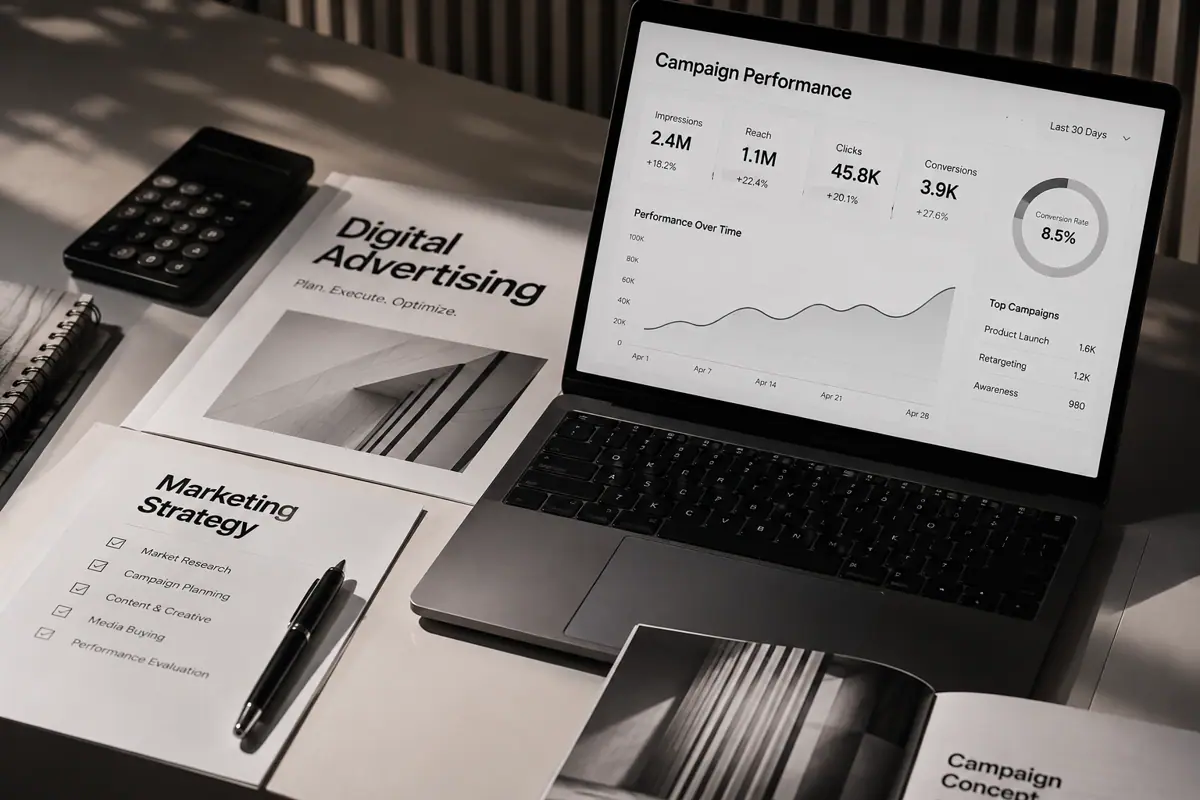 Campaign Performance
Last 30 Days
Impressions
2.4M
+18.2%
Reach
1.1M
+22.4%
Clicks
45.8K
+20.1%
Conversions
3.9K
+27.6%
Conversion Rate
8.5%
Performance Over Time
100K
80K
60K
40K
20K
0
Apr 1
Apr 7
Apr 14
Apr 21
Apr 28
Top Campaigns
Product Launch 1.6K
Retargeting 1.2K
Awareness 980
Digital
Advertising
Plan. Execute. Optimize.
Marketing
Strategy
Market Research
Campaign Planning
Content & Creative
Media Buying
Performance Evaluation
Campaign
Concept